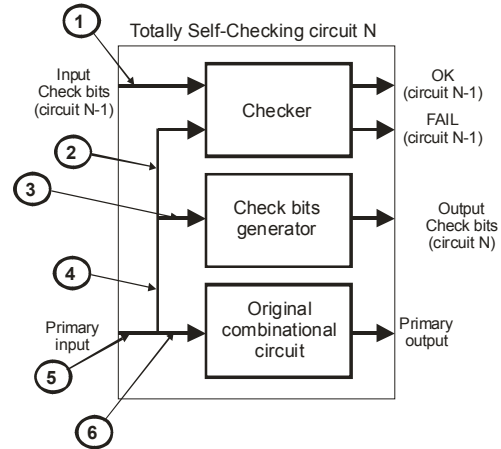 1
Totally Self-Checking circuit N
Input
Check bits
(circuit N-1)
Checker
OK
(circuit N-1)
FAIL
(circuit N-1)
2
3
Check bits
generator
Output
Check bits
(circuit N)
4
Primary
input
Original
combinational
circuit
Primary
output
5
6